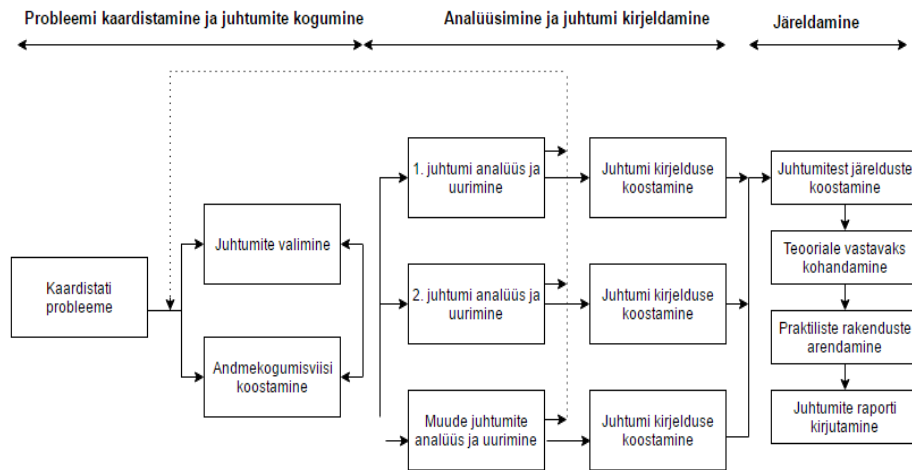 Probleemi kaardistamine ja juhtumite kogumine
Analüüsimine ja juhtumi kirjeldamine
Järeldamine
Kaardistati
probleeme
Juhtumite valimine
Andmekogumisviisi
koostamine
1. juhtumi analüüs ja
uurimine
2. juhtumi analüüs ja
uurimine
Muude juhtumite
analüüs ja uurimine
Juhtumi kirjelduse
koostamine
Juhtumi kirjelduse
koostamine
Juhtumi kirjelduse
koostamine
Juhtumitest järelduste
koostamine
Teooriale vastavaks
kohandamine
Praktiliste rakenduste
arendamine
Juhtumite raporti
kirjutamine